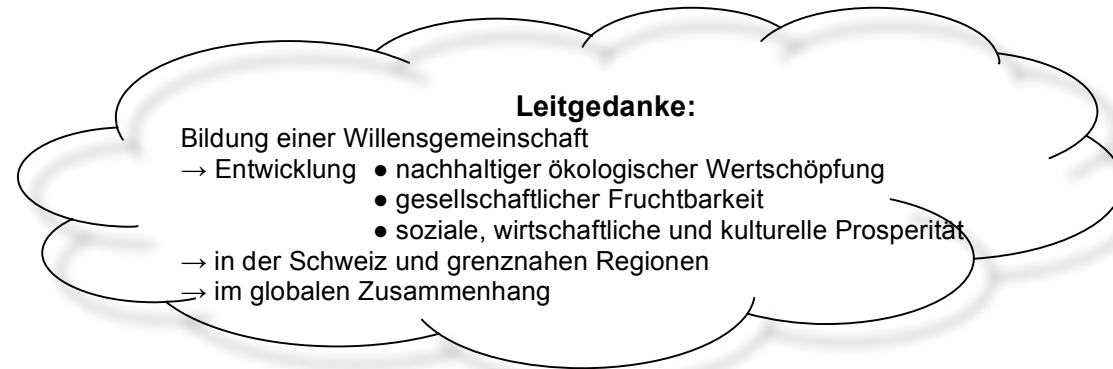 Leitgedanke:
Bildung einer Willensgemeinschaft
→ Entwicklung ● nachhaltiger ökologischer Wertschöpfung
● gesellschaftlicher Fruchtbarkeit
● soziale, wirtschaftliche und kulturelle Prosperität
→ in der Schweiz und grenznahen Regionen
→ im globalen Zusammenhang